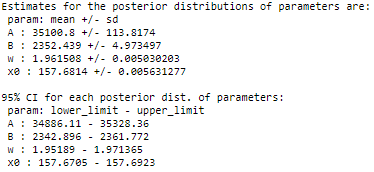 Estimates for the posterior distributions of parameters are:
param: mean +/- sd
A : 35100.8 +/- 113.8174
B : 2352.439 +/- 4.973497
w : 1.961508 +/- 0.005030203
x0 : 157.6814 +/- 0.005631277
95% CI for each posterior dist. of parameters:
param: lower_limit - upper_limit
A : 34886.11 - 35328.36
B : 2342.896 - 2361.772
w : 1.95189 - 1.971365
x0 : 157.6705 - 157.6923